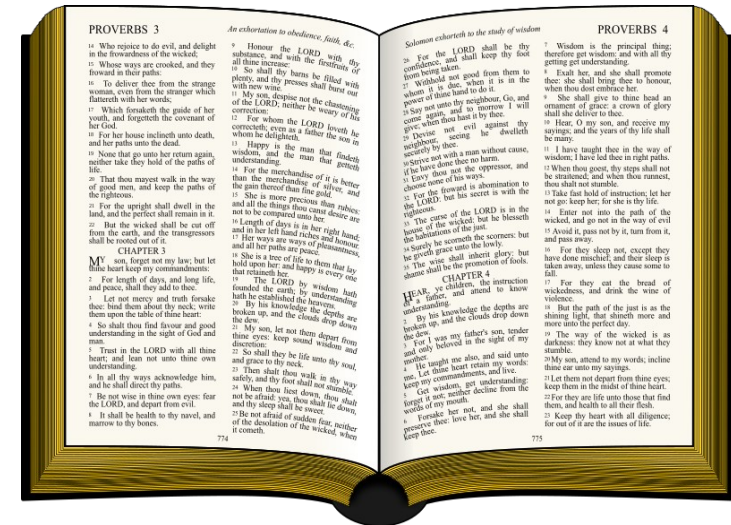 PROVERBS 3
An exhortation to obedience, faith, &c.
14 Who rejoice to do evil, and delight
in the frowardness of the wicked;
15 Whose ways are crooked, and they
froward in their paths:
16 To deliver thee from the strange
woman, even from the stranger which
flattereth with her words;
17 Which forsaketh the guide of her
youth, and forgetteth the covenant of
her God.
18 For her house inclineth unto death,
and her paths unto the dead.
19 None that go unto her return again,
neither take they hold of the paths of
life.
20 That thou mayest walk in the way
of good men, and keep the paths of
the righteous.
21 For the upright shall dwell in the
land, and the perfect shall remain in it.
22 But the wicked shall be cut off
from the earth, and the transgressors
shall be rooted out of it.
CHAPTER 3
MY son, forget not my law; but let
thine heart keep my commandments:
2 For length of days, and long life,
and peace, shall they add to thee.
3 Let not mercy and truth forsake
thee: bind them about thy neck; write
them upon the table of thine heart:
4 So shalt thou find favour and good
understanding in the sight of God and
man.
5 Trust in the LORD with all thine
heart; and lean not unto thine own
understanding.
6 In all thy ways acknowledge him,
and he shall direct thy paths.
7 Be not wise in thine own eyes: fear
the LORD, and depart from evil.
8 It shall be health to thy navel, and
marrow to thy bones.
9 Honour the LORD with thy
substance, and with the firstfruits of
all thine increase:
10 So shall thy barns be filled with
plenty, and thy presses shall burst out
with new wine.
11 My son, despise not the chastening
of the LORD; neither be weary of his
correction:
12 For whom the LORD loveth he
correcteth; even as a father the son in
whom he delighteth.
13 Happy is the man that findeth
wisdom, and the man that getteth
understanding.
14 For the merchandise of it is better
than the merchandise of silver, and
the gain thereof than fine gold.
15 She is more precious than rubies:
and all the things thou canst desire are
not to be compared unto her.
16 Length of days is in her right hand;
and in her left hand riches and honour.
17 Her ways are ways of pleasantness,
and all her paths are peace.
18 She is a tree of life to them that lay
hold upon her: and happy is every one
that retaineth her.
19 The LORD by wisdom hath
founded the earth; by understanding
hath he established the heavens.
20 By his knowledge the depths are
broken up, and the clouds drop down
the dew.
21 My son, let not them depart from
thine eyes: keep sound wisdom and
discretion:
22 So shall they be life unto thy soul,
and grace to thy neck.
23 Then shalt thou walk in thy way
safely, and thy foot shall not stumble.
24 When thou liest down, thou shalt
not be afraid: yea, thou shalt lie down,
and thy sleep shall be sweet.
25 Be not afraid of sudden fear, neither
of the desolation of the wicked, when
it cometh.
774
Solomon exhorteth to the study of wisdom
PROVERBS 4
26 For the LORD shall be thy
confidence, and shall keep thy foot
from being taken.
27 Withhold not good from them to
whom it is due, when it is in the
power of thine hand to do it.
28 Say not unto thy neighbour, Go, and
come again, and to morrow I will
give; when thou hast it by thee.
29 Devise not evil against thy
neighbour, seeing he dwelleth
securely by thee.
30 Strive not with a man without cause,
if he have done thee no harm.
31 Envy thou not the oppressor, and
choose none of his ways.
32 For the froward is abomination to
the LORD: but his secret is with the
righteous.
33 The curse of the LORD is in the
house of the wicked: but he blesseth
the habitations of the just.
34 Surely he scorneth the scorners: but
he giveth grace unto the lowly.
35 The wise shall inherit glory: but
shame shall be the promotion of fools.
CHAPTER 4
HEAR, ye children, the instruction
of a father, and attend to know
understanding.
2 By his knowledge the depths are
broken up, and the clouds drop down
the dew.
3 For I was my father's son, tender
and only beloved in the sight of my
mother.
4 He taught me also, and said unto
me, Let thine heart retain my words:
keep my commandments, and live.
5 Get wisdom, get understanding:
forget it not; neither decline from the
words of my mouth.
6 Forsake her not, and she shall
preserve thee: love her, and she shall
keep thee.
7 Wisdom is the principal thing;
therefore get wisdom: and with all thy
getting get understanding.
8 Exalt her, and she shall promote
thee: she shall bring thee to honour,
when thou dost embrace her.
9 She shall give to thine head an
ornament of grace: a crown of glory
shall she deliver to thee.
10 Hear, O my son, and receive my
sayings; and the years of thy life shall
be many.
11 I have taught thee in the way of
wisdom; I have led thee in right paths.
12 When thou goest, thy steps shall not
be straitened; and when thou runnest,
thou shalt not stumble.
13 Take fast hold of instruction; let her
not go: keep her; for she is thy life.
14 Enter not into the path of the
wicked, and go not in the way of evil
15 Avoid it, pass not by it, turn from it,
and pass away.
16 For they sleep not, except they
have done mischief; and their sleep is
taken away, unless they cause some to
fall.
17 For they eat the bread of
wickedness, and drink the wine of
violence.
18 But the path of the just is as the
shining light, that shineth more and
more unto the perfect day.
19 The way of the wicked is as
darkness: they know not at what they
stumble.
20 My son, attend to my words; incline
thine ear unto my sayings.
21 Let them not depart from thine eyes;
keep them in the midst of thine heart.
22 For they are life unto those that find
them, and health to all their flesh.
23 Keep thy heart with all diligence;
for out of it are the issues of life.
775